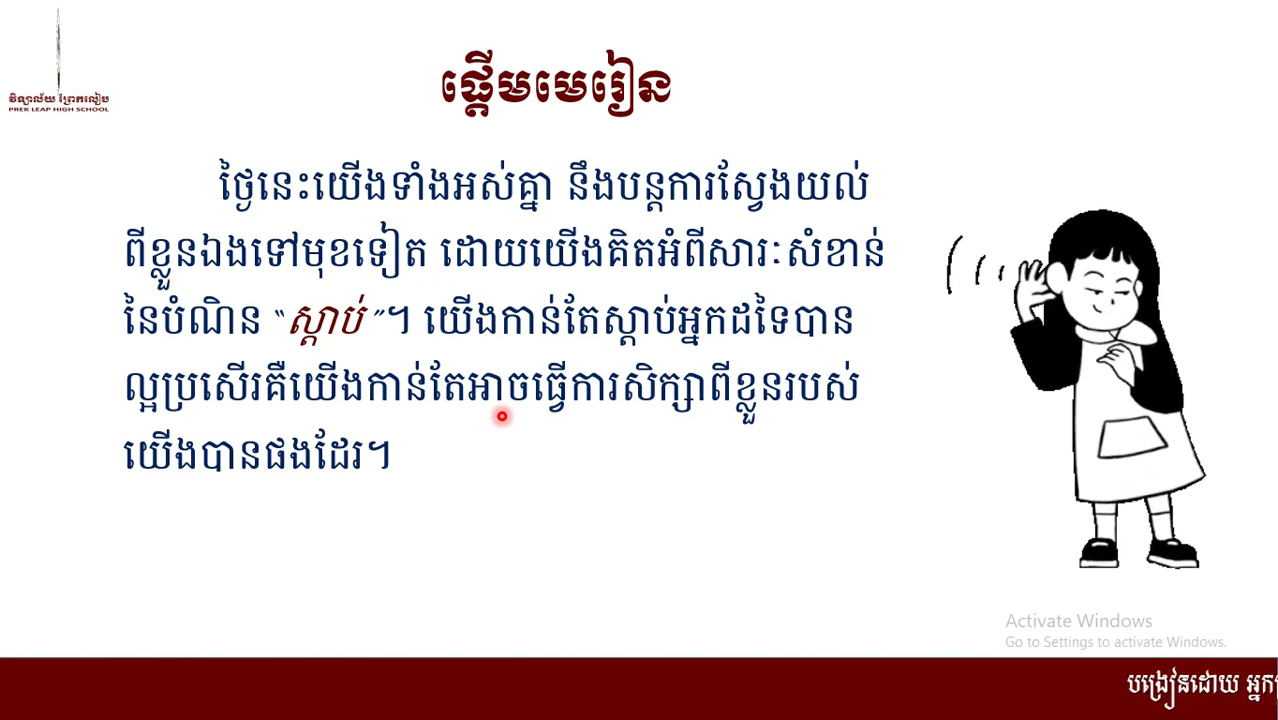 វិទ្យាល័យ ព្រែកលៀប
PREK LEAP HIGH SCHOOL
ផ្ដើមមេរៀន
ថ្ងៃនេះយើងទាំងអស់គ្នា នឹងបន្តការស្វែងយល់
ពីខ្លួនឯងទៅមុខទៀត ដោយយើងគិតអំពីសារៈសំខាន់
នៃបំណិន “ស្តាប់”។ យើងកាន់តែស្តាប់អ្នកដទៃបាន
ល្អប្រសើរគឺយើងកាន់តែអាចធ្វើការសិក្សាពីខ្លួនរបស់
យើងបានផងដែរ។
Activate Windows
Go to Settings to activate Windows.
បង្រៀនដោយ